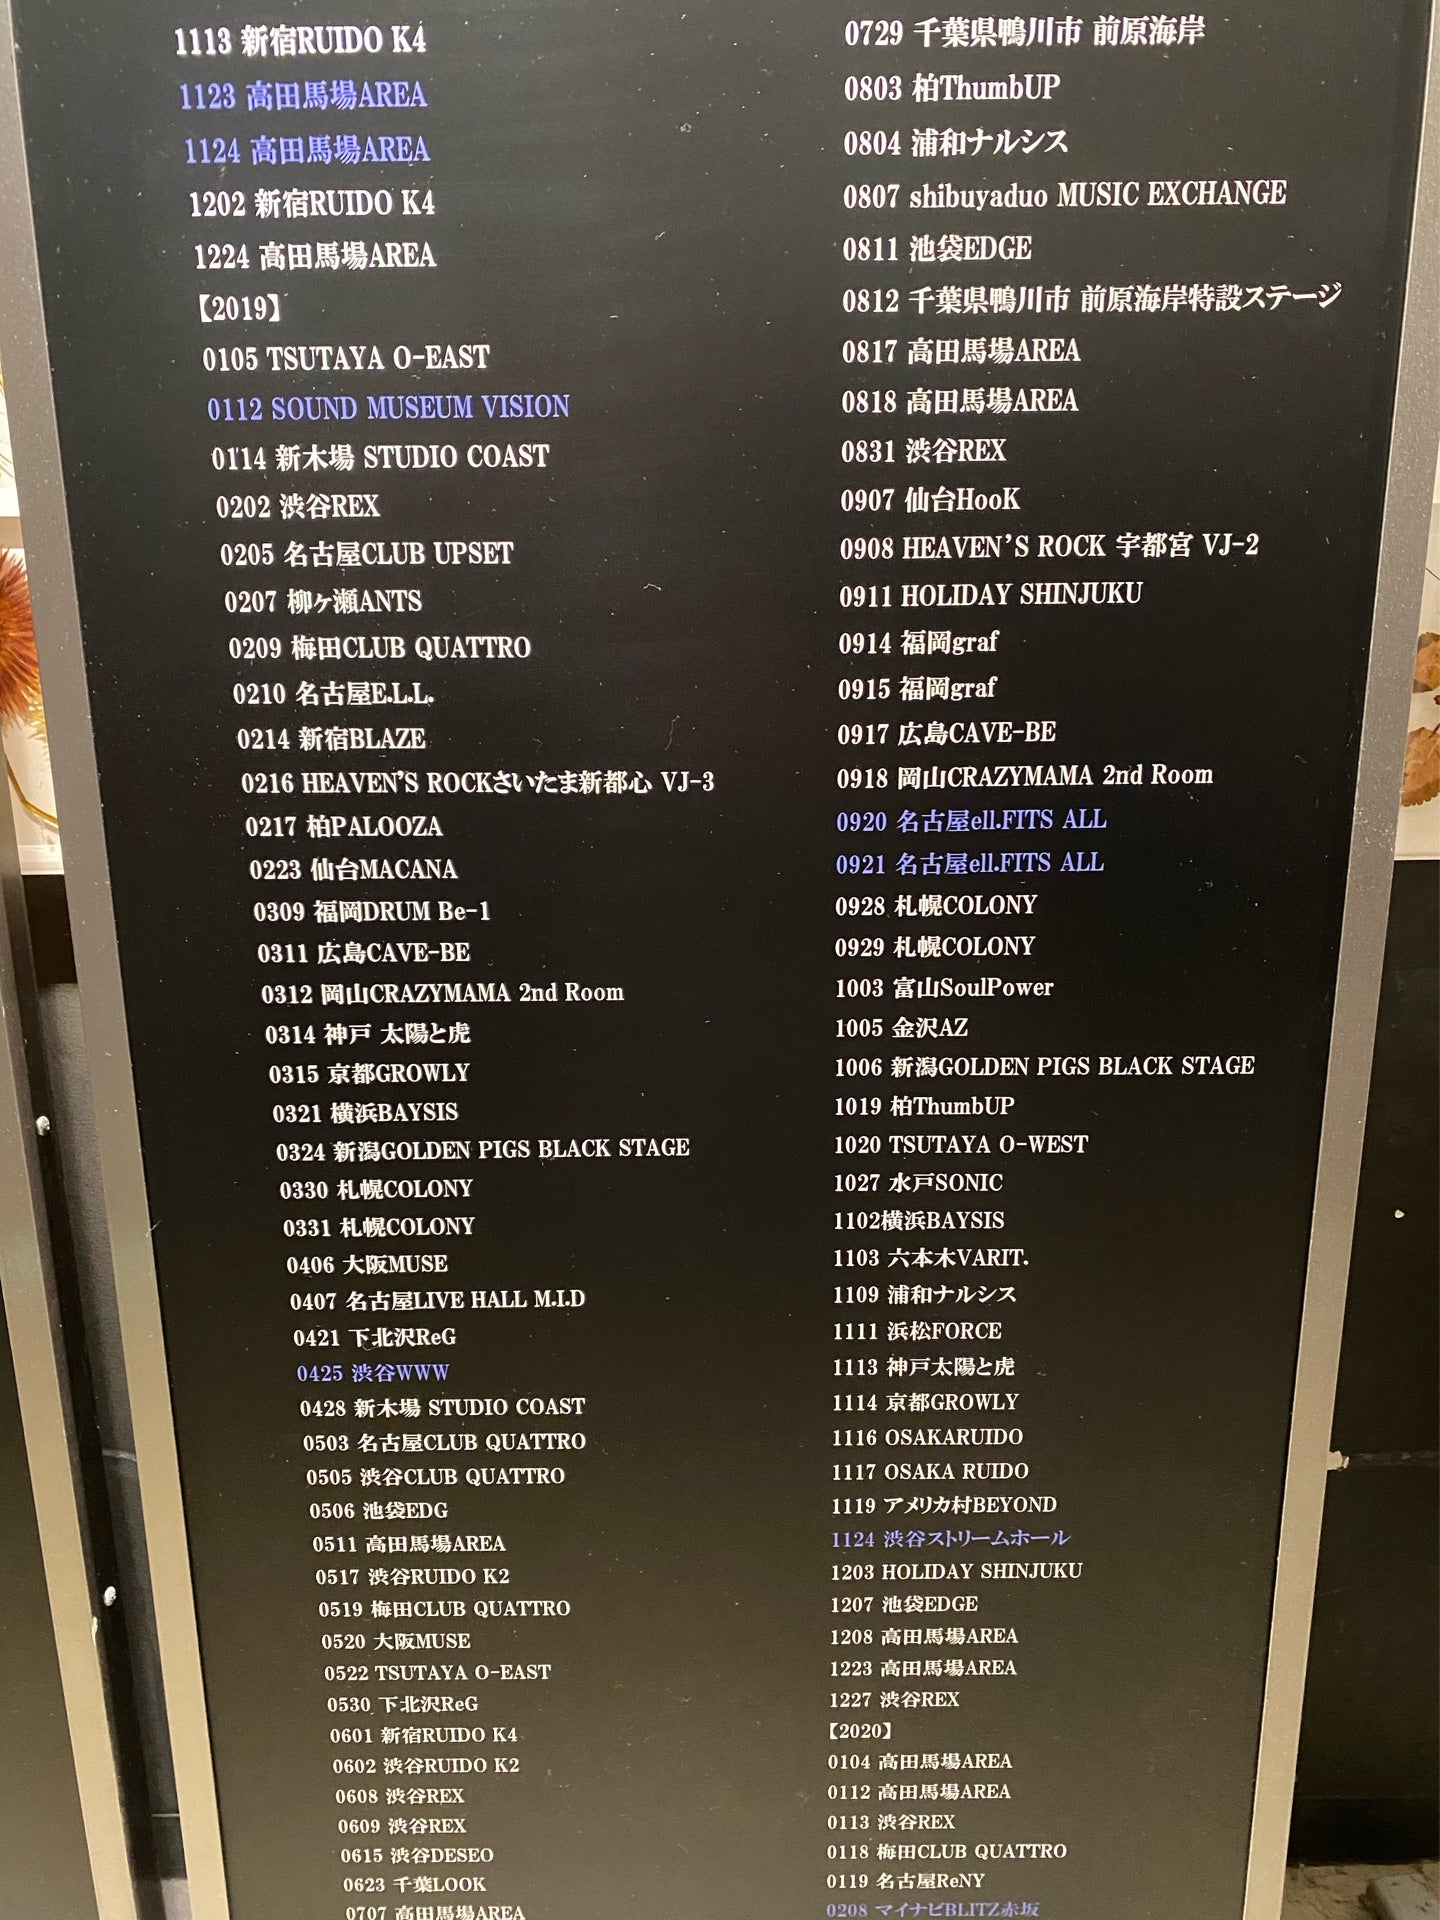 1113 新宿RUIDO K4
1123 高田馬場AREA
1124 高田馬場AREA
1202 新宿RUIDO K4
1224 高田馬場AREA
【2019】
0105 TSUTAYA O-EAST
0112 SOUND MUSEUM VISION
0114 新木場 STUDIO COAST
0202 渋谷REX
0205 名古屋CLUB UPSET
0207 柳ヶ瀬ANTS
0209 梅田CLUB QUATTRO
0210 名古屋E.L.L.
0214 新宿BLAZE
0216 HEAVEN'S ROCKさいたま新都心 VJ-3
0217 柏PALOOZA
0223 仙台MACANA
0309 福岡DRUM Be-1
0311 広島CAVE-BE
0312 岡山CRAZYMAMA 2nd Room
0314 神戸 太陽と虎
0315 京都GROWLY
0321 横浜BAYSIS
0324 新潟GOLDEN PIGS BLACK STAGE
0330 札幌COLONY
0331 札幌COLONY
0406 大阪MUSE
0407 名古屋LIVE HALL M.I.D
0421 下北沢ReG
0425 渋谷WWW
0428 新木場 STUDIO COAST
0503 名古屋CLUB QUATTRO
0505 渋谷CLUB QUATTRO
0506 池袋EDG
0511 高田馬場AREA
0517 渋谷RUIDO K2
0519 梅田CLUB QUATTRO
0520 大阪MUSE
0522 TSUTAYA O-EAST
0530 下北沢ReG
0601 新宿RUIDO K4
0602 渋谷RUIDO K2
0608 渋谷REX
0609 渋谷REX
0615 渋谷DESEO
0623 千葉LOOK
0707 高田馬場AREA
0729 千葉県鴨川市 前原海岸
0803 柏ThumbUP
0804 浦和ナルシス
0807 shibuyaduo MUSIC EXCHANGE
0811 池袋EDGE
0812 千葉県鴨川市 前原海岸特設ステージ
0817 高田馬場AREA
0818 高田馬場AREA
0831 渋谷REX
0907 仙台HooK
0908 HEAVEN'S ROCK 宇都宮 VJ-2
0911 HOLIDAY SHINJUKU
0914 福岡graf
0915 福岡graf
0917 広島CAVE-BE
0918 岡山CRAZYMAMA 2nd Room
0920 名古屋ell.FITS ALL
0921 名古屋ell.FITS ALL
0928 札幌COLONY
0929 札幌COLONY
1003 富山SoulPower
1005 金沢AZ
1006 新潟GOLDEN PIGS BLACK STAGE
1019 柏ThumbUP
1020 TSUTAYA O-WEST
1027 水戸SONIC
1102横浜BAYSIS
1103 六本木VARIT.
1109 浦和ナルシス
1111 浜松FORCE
1113 神戸太陽と虎
1114 京都GROWLY
1116 OSAKARUIDO
1117 OSAKA RUIDO
1119 アメリカ村BEYOND
1124 渋谷ストリームホール
1203 HOLIDAY SHINJUKU
1207 池袋EDGE
1208 高田馬場AREA
1223 高田馬場AREA
1227 渋谷REX
【2020】
0104 高田馬場AREA
0112 高田馬場AREA
0113 渋谷REX
0118 梅田CLUB QUATTRO
0119 名古屋ReNY
0208 マイナビBLITZ赤坂